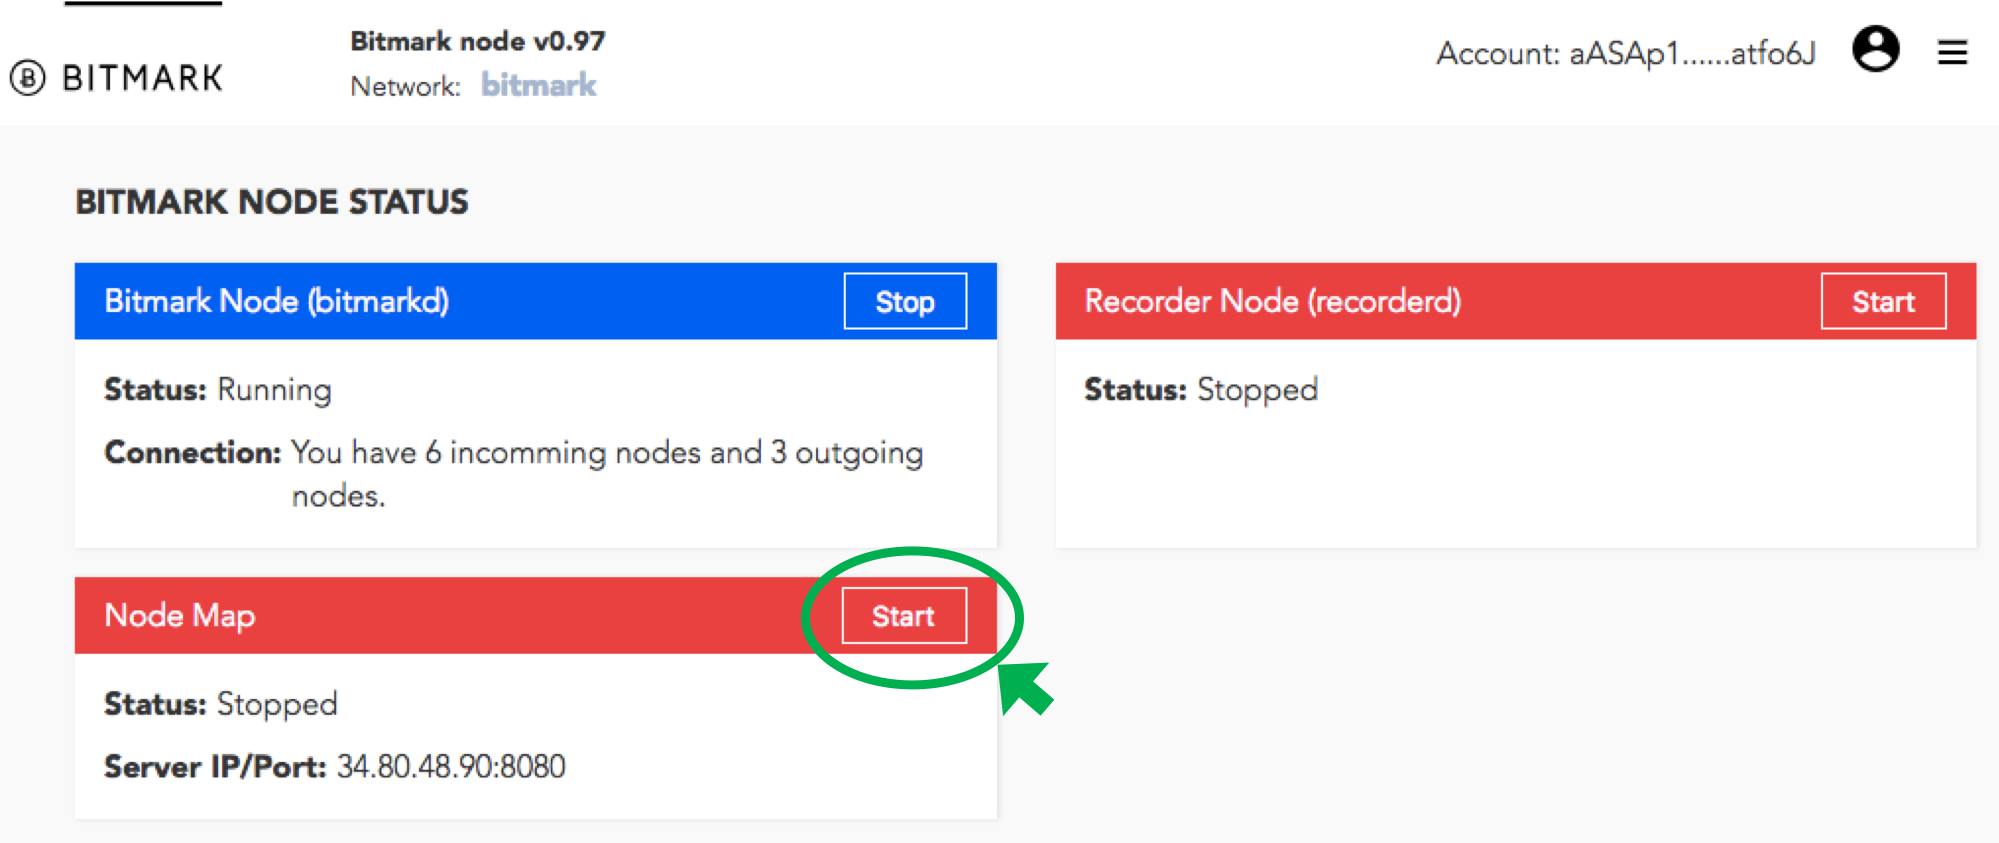 BITMARK
Bitmark node v0.97
Network: bitmark
Account: aASAp1......atfo6J
BITMARK NODE STATUS
Bitmark Node (bitmarkd)
Stop
Status: Running
Connection: You have 6 incomming nodes and 3 outgoing
nodes.
Recorder Node (recorderd)
Start
Status: Stopped
Node Map
Start
Status: Stopped
Server IP/Port: 34.80.48.90:8080